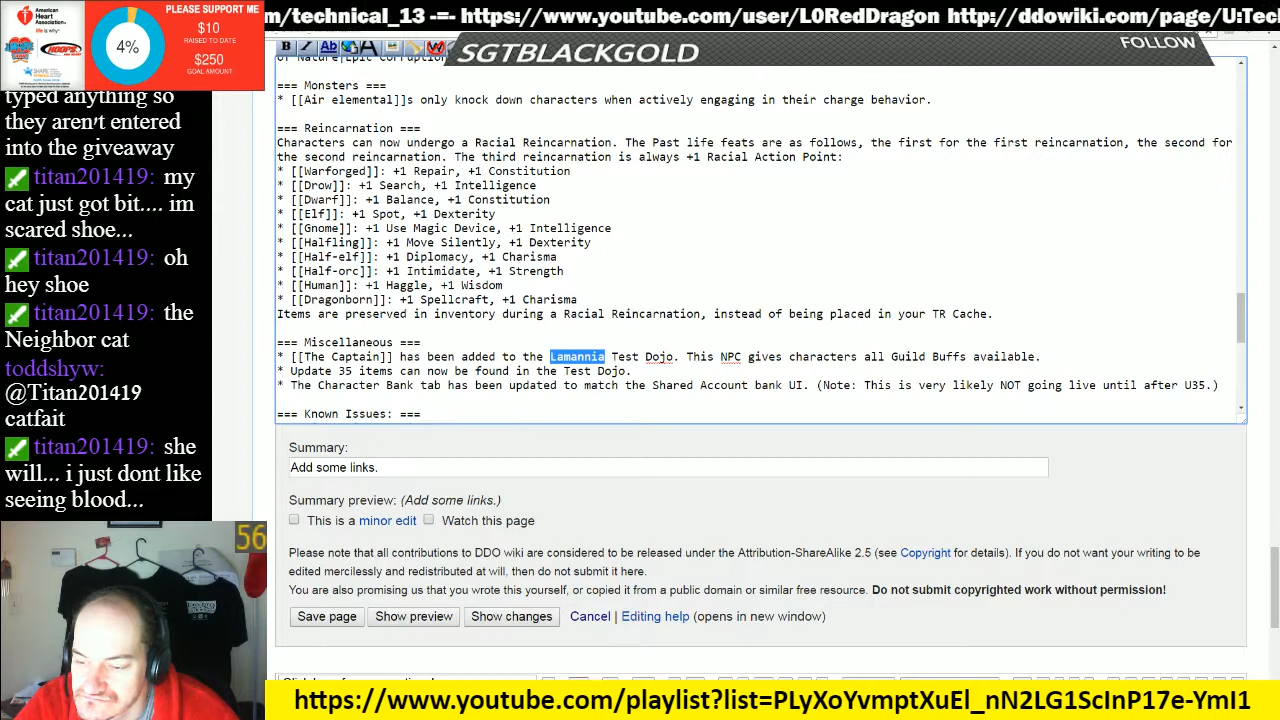 m/technical_13 -=- https://www.youtube.com/user/L0RedDragon http://ddowiki.com/page/U:Tec
American
Heart
Association
life is why
HOOPS
SHARE
4%
PLEASE SUPPORT ME
$10
RAISED TO DATE
$250
GOAL AMOUNT
SGTBLACKGOLD
FOLLOW
typed anything so
they aren't entered
into the giveaway
titan201419: my
cat just got bit.... im
scared shoe...
titan201419: oh
hey shoe
titan201419: the
Neighbor cat
toddshyw:
@Titan201419
catfait
titan201419: she
will... i just dont like
seeing blood...
56
of Nature|Epic Corruption
=== Monsters ===
* [[Air elemental]]s only knock down characters when actively engaging in their charge behavior.
=== Reincarnation ===
Characters can now undergo a Racial Reincarnation. The Past life feats are as follows, the first for the first reincarnation, the second for
the second reincarnation. The third reincarnation is always +1 Racial Action Point:
* [[Warforged]]: +1 Repair, +1 Constitution
* [[Drow]]: +1 Search, +1 Intelligence
* [[Dwarf]]: +1 Balance, +1 Constitution
* [[Elf]]: +1 Spot, +1 Dexterity
* [[Gnome]]: +1 Use Magic Device, +1 Intelligence
* [[Halfling]]: +1 Move Silently, +1 Dexterity
* [[Half-elf]]: +1 Diplomacy, +1 Charisma
* [[Half-orc]]: +1 Intimidate, +1 Strength
* [[Human]]: +1 Haggle, +1 Wisdom
* [[Dragonborn]]: +1 Spellcraft, +1 Charisma
Items are preserved in inventory during a Racial Reincarnation, instead of being placed in your TR Cache.
=== Miscellaneous ===
* [[The Captain]] has been added to the Lamannia Test Dojo. This NPC gives characters all Guild Buffs available.
* Update 35 items can now be found in the Test Dojo.
* The Character Bank tab has been updated to match the Shared Account bank UI. (Note: This is very likely NOT going live until after U35.)
=== Known Issues: ===
Summary:
Add some links.
Summary preview: (Add some links.)
This is a minor edit Watch this page
Please note that all contributions to DDO wiki are considered to be released under the Attribution-ShareAlike 2.5 (see Copyright for details). If you do not want your writing to be
edited mercilessly and redistributed at will, then do not submit it here.
You are also promising us that you wrote this yourself, or copied it from a public domain or similar free resource. Do not submit copyrighted work without permission!
Save page Show preview Show changes Cancel | Editing help (opens in new window)
https://www.youtube.com/playlist?list=PLyXoYvmptXuEl_nN2LG1ScInP17e-YmI1